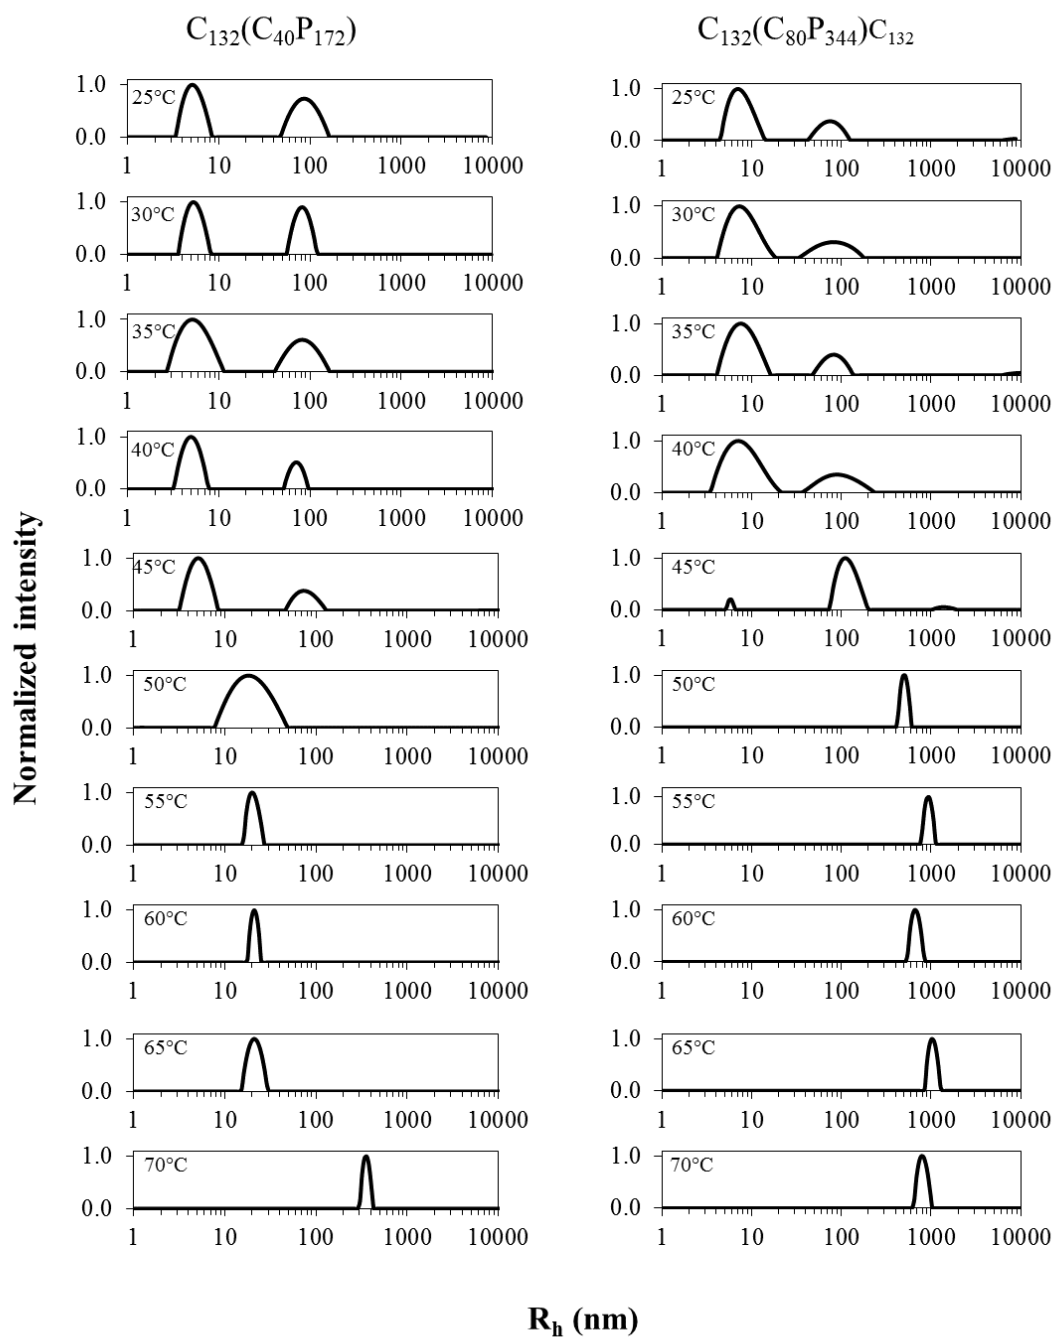 C₁₃₂(C₄₀P₁₇₂) C₁₃₂(C₈₀P₃₄₄)C₁₃₂
1.0 25°C 1.0 25°C
0.0 0.0
1 10 100 1000 10000 1 10 100 1000 10000
1.0 30°C 1.0 30°C
0.0 0.0
1 10 100 1000 10000 1 10 100 1000 10000
1.0 35°C 1.0 35°C
0.0 0.0
1 10 100 1000 10000 1 10 100 1000 10000
1.0 40°C 1.0 40°C
0.0 0.0
1 10 100 1000 10000 1 10 100 1000 10000
1.0 45°C 1.0 45°C
0.0 0.0
1 10 100 1000 10000 1 10 100 1000 10000
1.0 50°C 1.0 50°C
0.0 0.0
1 10 100 1000 10000 1 10 100 1000 10000
1.0 55°C 1.0 55°C
0.0 0.0
1 10 100 1000 10000 1 10 100 1000 10000
1.0 60°C 1.0 60°C
0.0 0.0
1 10 100 1000 10000 1 10 100 1000 10000
1.0 65°C 1.0 65°C
0.0 0.0
1 10 100 1000 10000 1 10 100 1000 10000
1.0 70°C 1.0 70°C
0.0 0.0
1 10 100 1000 10000 1 10 100 1000 10000
Normalized intensity
Rₕ (nm)